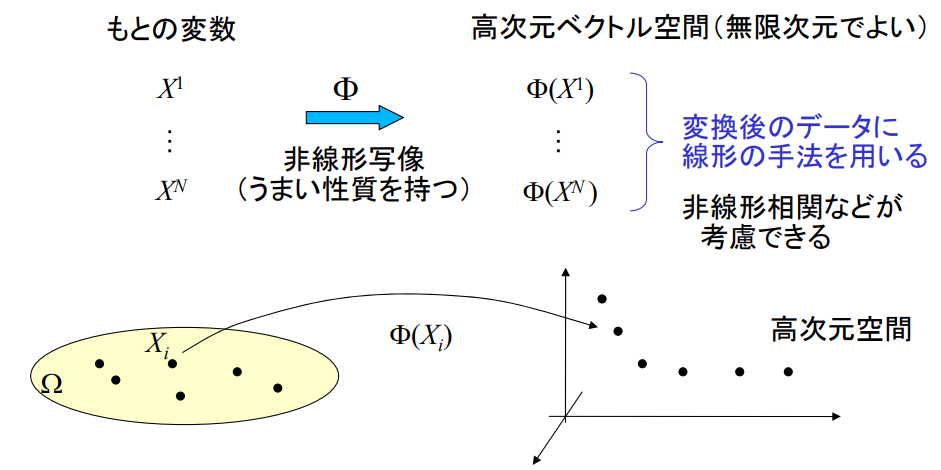 もとの変数
高次元ベクトル空間(無限次元でよい)
X¹
⋮
Xᴺ
Φ
非線形写像
(うまい性質を持つ)
Φ(X¹)
⋮
Φ(Xᴺ)
変換後のデータに
線形の手法を用いる
非線形相関などが
考慮できる
Xᵢ
Ω
Φ(Xᵢ)
高次元空間